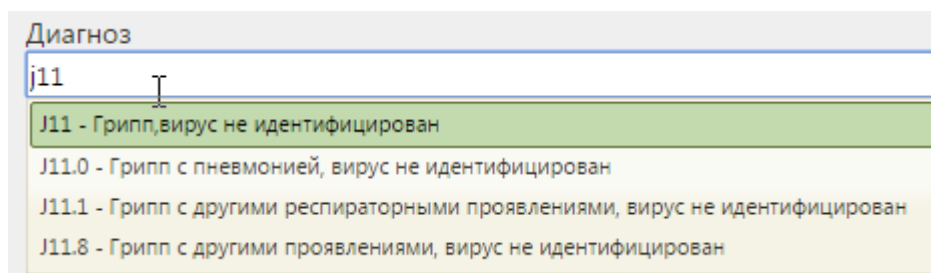 Диагноз
j11
J11 - Грипп,вирус не идентифицирован
J11.0 - Грипп с пневмонией, вирус не идентифицирован
J11.1 - Грипп с другими респираторными проявлениями, вирус не идентифицирован
J11.8 - Грипп с другими проявлениями, вирус не идентифицирован